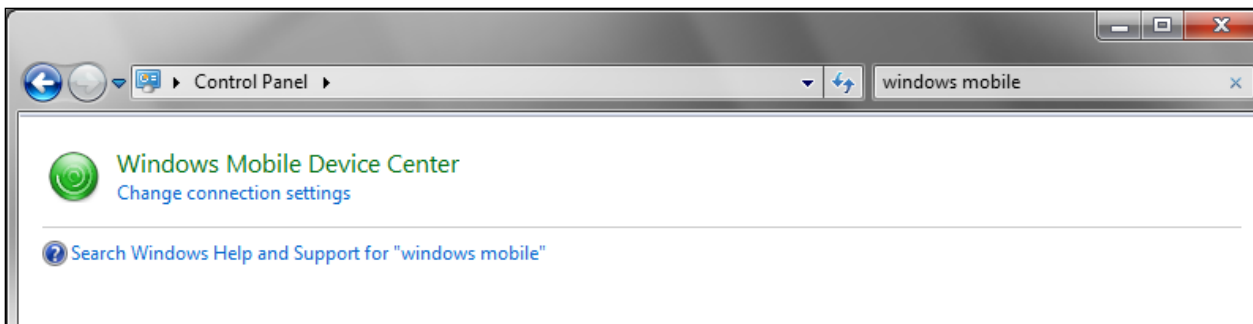 Control Panel
windows mobile
Windows Mobile Device Center
Change connection settings
Search Windows Help and Support for "windows mobile"